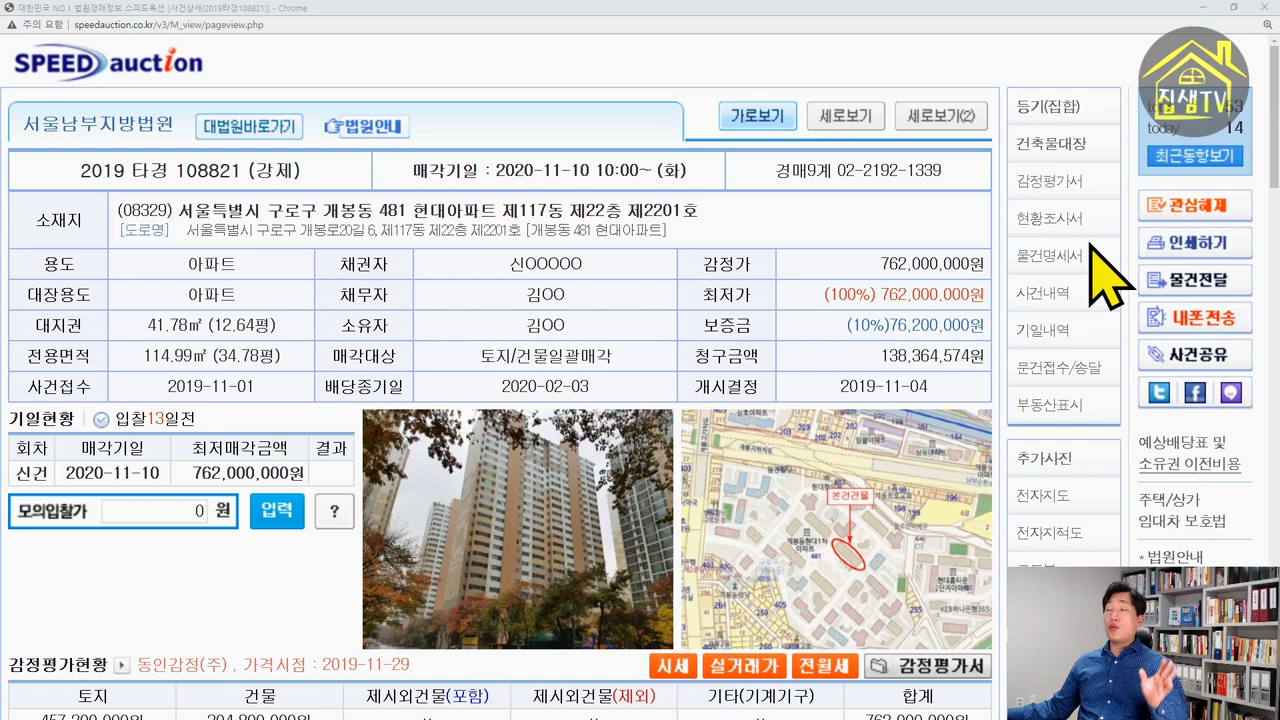 대한민국 NO.1 법원경매정보 스피드옥션 [사건상세(2019타경108821)] - Chrome
주의 요함 | speedauction.co.kr/v3/M_view/pageview.php
SPEED auction
집샘TV
서울남부지방법원 대법원바로가기 법원안내
가로보기 세로보기 세로보기(2)
2019 타경 108821 (강제) 매각기일 : 2020-11-10 10:00~ (화) 경매9계 02-2192-1339
소재지 (08329) 서울특별시 구로구 개봉동 481 현대아파트 제117동 제22층 제2201호
[도로명] 서울특별시 구로구 개봉로20길 6, 제117동 제22층 제2201호 [개봉동 481 현대아파트]
용도 아파트 채권자 신OOOOO 감정가 762,000,000원
대장용도 아파트 채무자 김OO 최저가 (100%) 762,000,000원
대지권 41.78㎡ (12.64평) 소유자 김OO 보증금 (10%)76,200,000원
전용면적 114.99㎡ (34.78평) 매각대상 토지/건물일괄매각 청구금액 138,364,574원
사건접수 2019-11-01 배당종기일 2020-02-03 개시결정 2019-11-04
기일현황 입찰13일전
회차 매각기일 최저매각금액 결과
신건 2020-11-10 762,000,000원
모의입찰가 0 원 입력 ?
본건건물
개봉동현대1차
아파트
481
감정평가현황 동인감정(주) , 가격시점 : 2019-11-29
시세 실거래가 전월세 감정평가서
토지 건물 제시외건물(포함) 제시외건물(제외) 기타(기계기구) 합계
등기(집합)
건축물대장
감정평가서
현황조사서
물건명세서
사건내역
기일내역
문건접수/송달
부동산표시
추가사진
전자지도
전자지적도
today 14
최근동향보기
관심해제
인쇄하기
물건전달
내폰전송
사건공유
예상배당표 및
소유권 이전비용
주택/상가
임대차 보호법
* 법원안내